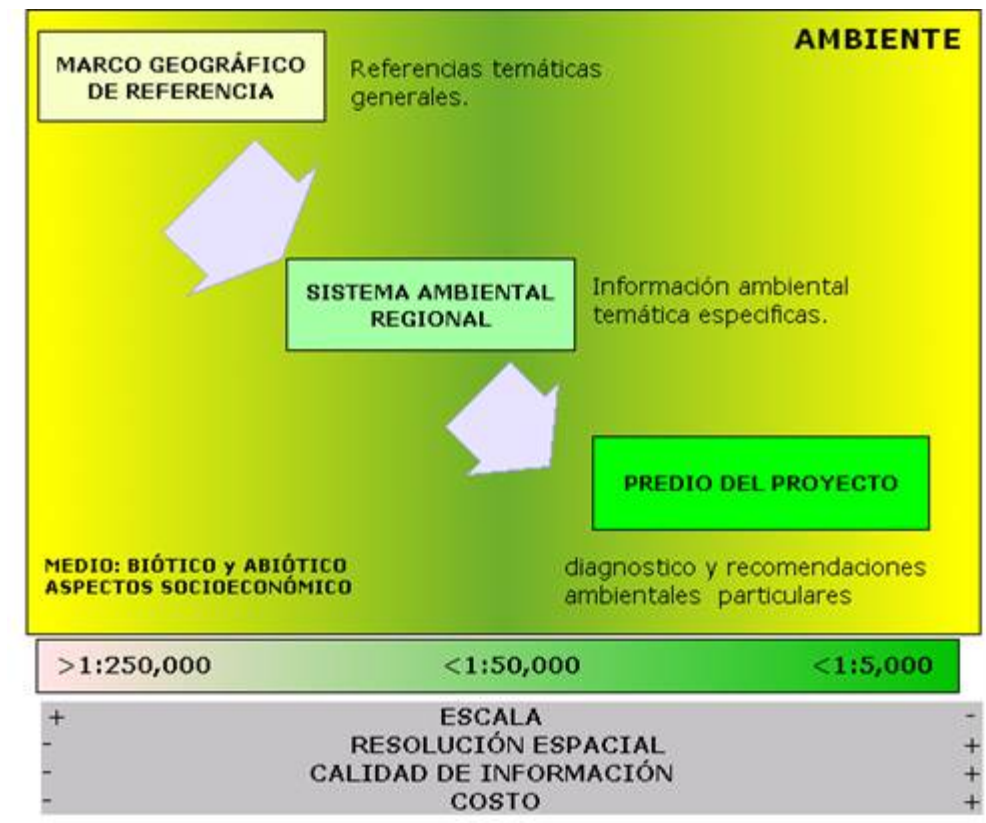 AMBIENTE
MARCO GEOGRÁFICO
DE REFERENCIA
Referencias temáticas
generales.
SISTEMA AMBIENTAL
REGIONAL
Información ambiental
temática especificas.
PREDIO DEL PROYECTO
MEDIO: BIÓTICO y ABIÓTICO
ASPECTOS SOCIOECONÓMICO
diagnostico y recomendaciones
ambientales particulares
>1:250,000 <1:50,000 <1:5,000
+ ESCALA -
- RESOLUCIÓN ESPACIAL +
- CALIDAD DE INFORMACIÓN +
- COSTO +